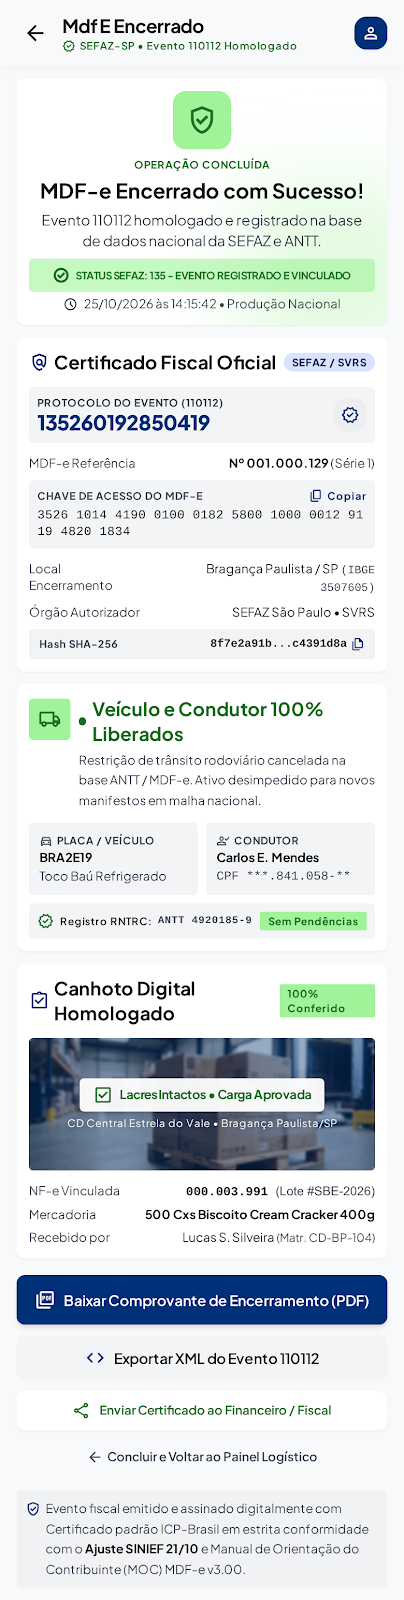 MdfE Encerrado
SEFAZ-SP • Evento 110112 Homologado
OPERAÇÃO CONCLUÍDA
MDF-e Encerrado com Sucesso!
Evento 110112 homologado e registrado na base
de dados nacional da SEFAZ e ANTT.
STATUS SEFAZ: 135 - EVENTO REGISTRADO E VINCULADO
25/10/2026 às 14:15:42 • Produção Nacional
Certificado Fiscal Oficial
SEFAZ / SVRS
PROTOCOLO DO EVENTO (110112)
135260192850419
MDF-e Referência
Nº 001.000.129 (Série 1)
CHAVE DE ACESSO DO MDF-E
Copiar
3526 1014 4190 0100 0182 5800 1000 0012 91
19 4820 1834
Local
Encerramento
Bragança Paulista / SP (IBGE
3507605)
Órgão Autorizador
SEFAZ São Paulo • SVRS
Hash SHA-256
8f7e2a91b...c4391d8a
• Veículo e Condutor 100%
Liberados
Restrição de trânsito rodoviário cancelada na
base ANTT / MDF-e. Ativo desimpedido para novos
manifestos em malha nacional.
PLACA / VEÍCULO
BRA2E19
Toco Baú Refrigerado
CONDUTOR
Carlos E. Mendes
CPF ***.841.058-**
Registro RNTRC: ANTT 4920185-9
Sem Pendências
Canhoto Digital
Homologado
100%
Conferido
Lacres Intactos • Carga Aprovada
CD Central Estrela do Vale • Bragança Paulista/SP
NF-e Vinculada
000.003.991 (Lote #SBE-2026)
Mercadoria
500 Cxs Biscoito Cream Cracker 400g
Recebido por
Lucas S. Silveira (Matr. CD-BP-104)
PDF
Baixar Comprovante de Encerramento (PDF)
Exportar XML do Evento 110112
Enviar Certificado ao Financeiro / Fiscal
Concluir e Voltar ao Painel Logístico
Evento fiscal emitido e assinado digitalmente com
Certificado padrão ICP-Brasil em estrita conformidade
com o Ajuste SINIEF 21/10 e Manual de Orientação do
Contribuinte (MOC) MDF-e v3.00.